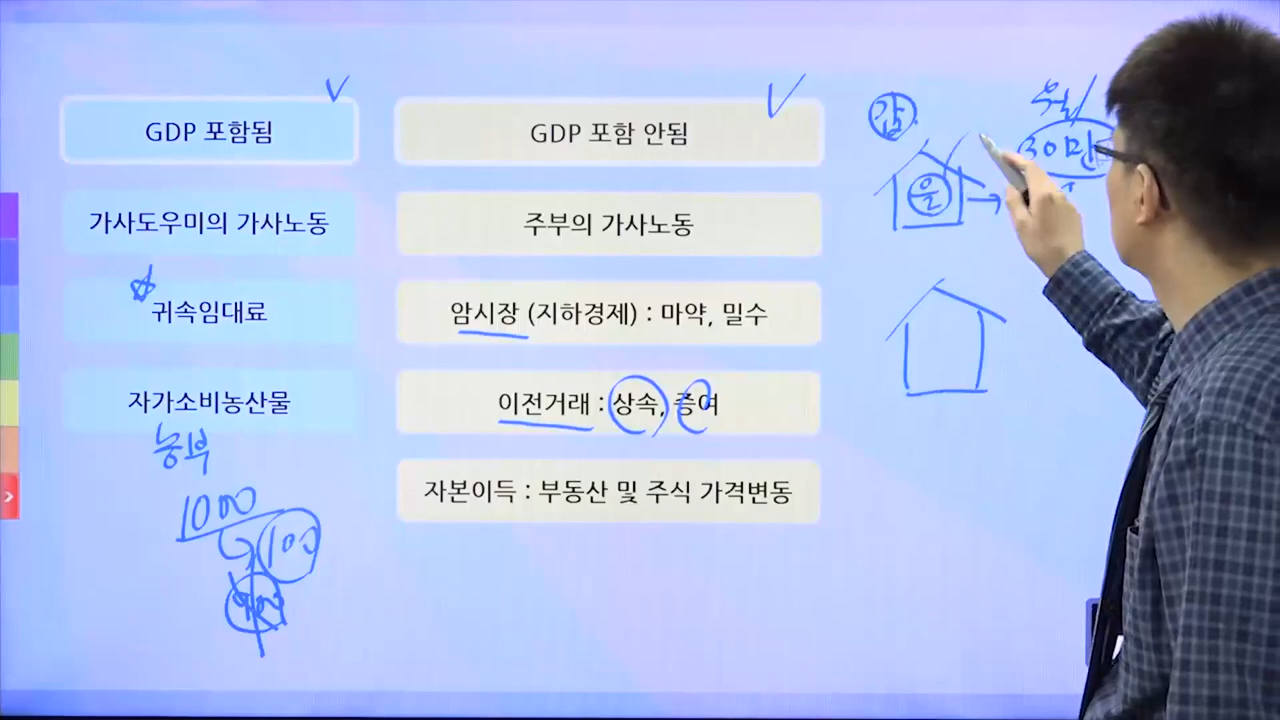 GDP 포함됨
GDP 포함 안됨
가사도우미의 가사노동
주부의 가사노동
귀속임대료
암시장 (지하경제) : 마약, 밀수
자가소비농산물
이전거래 : 상속, 증여
자본이득 : 부동산 및 주식 가격변동
농부
1000
100
갑
을
30만